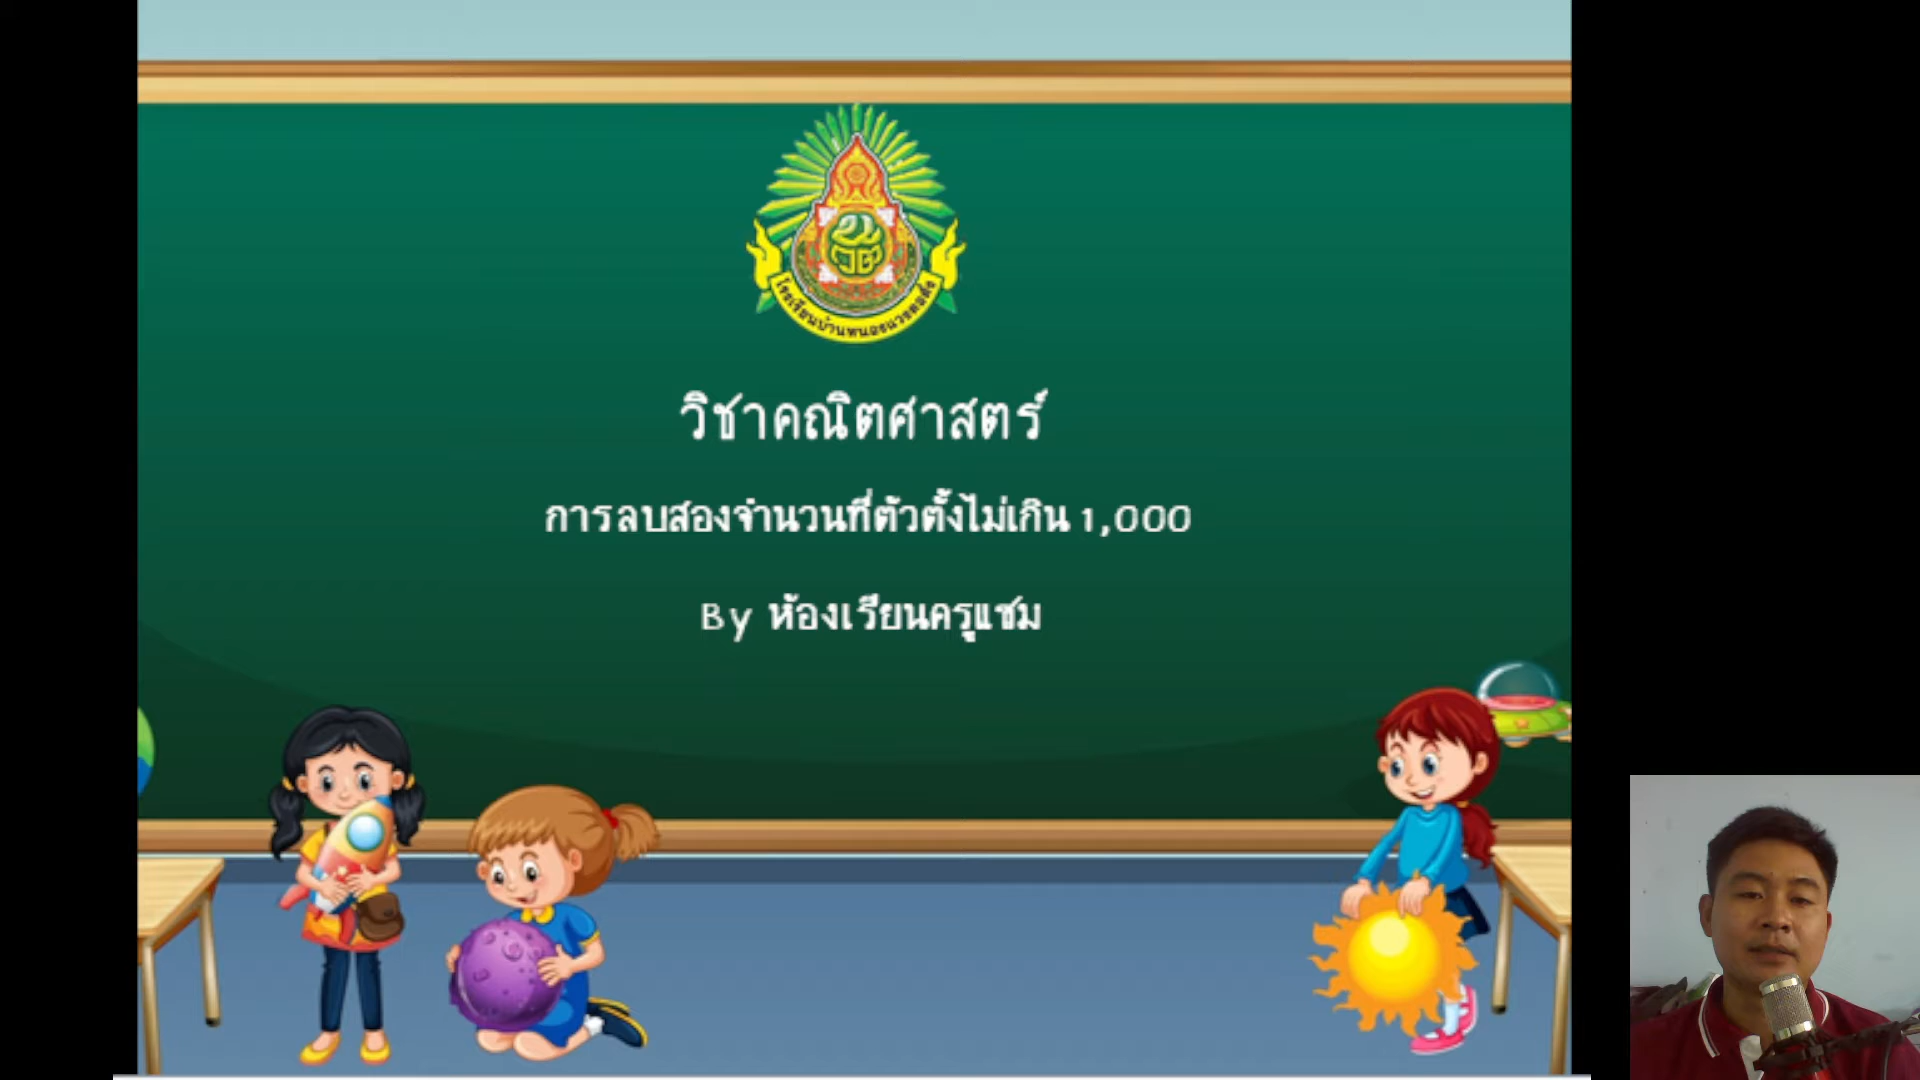 วิชาคณิตศาสตร์
การลบสองจำนวนที่ตัวตั้งไม่เกิน 1,000
By ห้องเรียนครูแชม